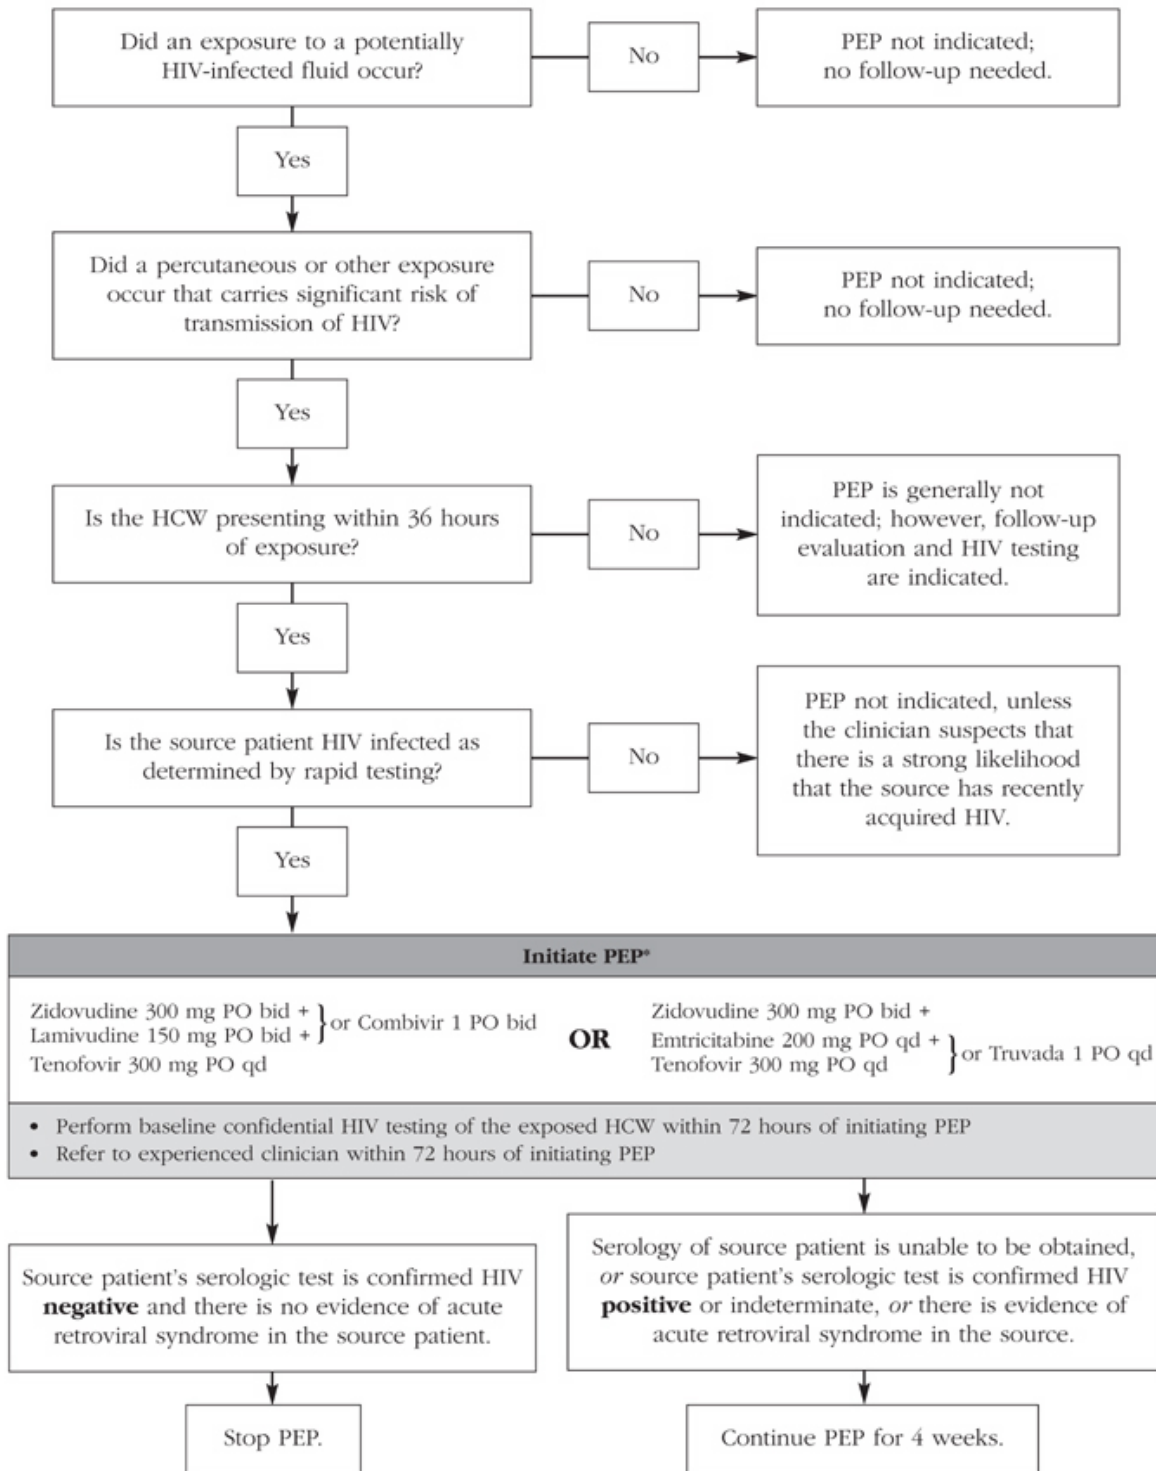 Did an exposure to a potentially
HIV-infected fluid occur?
No
PEP not indicated;
no follow-up needed.
Yes
Did a percutaneous or other exposure
occur that carries significant risk of
transmission of HIV?
No
PEP not indicated;
no follow-up needed.
Yes
Is the HCW presenting within 36 hours
of exposure?
No
PEP is generally not
indicated; however, follow-up
evaluation and HIV testing
are indicated.
Yes
Is the source patient HIV infected as
determined by rapid testing?
No
PEP not indicated, unless
the clinician suspects that
there is a strong likelihood
that the source has recently
acquired HIV.
Yes
Initiate PEP*
Zidovudine 300 mg PO bid +
Lamivudine 150 mg PO bid +
} or Combivir 1 PO bid
Tenofovir 300 mg PO qd
OR
Zidovudine 300 mg PO bid +
Emtricitabine 200 mg PO qd +
Tenofovir 300 mg PO qd
} or Truvada 1 PO qd
• Perform baseline confidential HIV testing of the exposed HCW within 72 hours of initiating PEP
• Refer to experienced clinician within 72 hours of initiating PEP
Source patient's serologic test is confirmed HIV
negative and there is no evidence of acute
retroviral syndrome in the source patient.
Stop PEP.
Serology of source patient is unable to be obtained,
or source patient's serologic test is confirmed HIV
positive or indeterminate, or there is evidence of
acute retroviral syndrome in the source.
Continue PEP for 4 weeks.